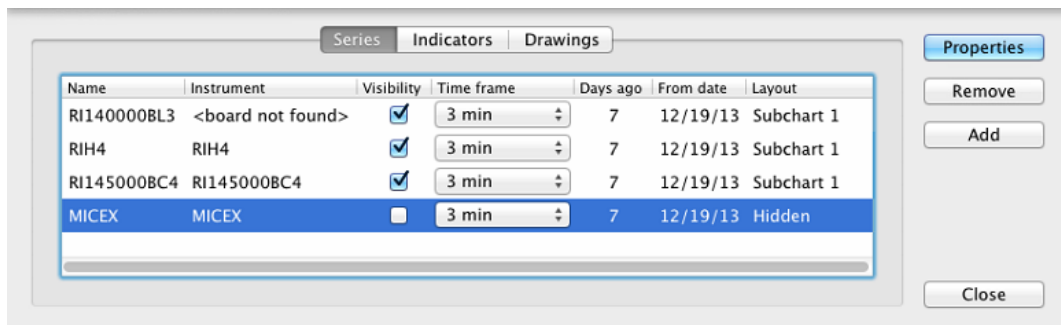 Series Indicators Drawings
Properties
Name Instrument Visibility Time frame Days ago From date Layout
Remove
RI140000BL3 <board not found> 3 min 7 12/19/13 Subchart 1
Add
RIH4 RIH4 3 min 7 12/19/13 Subchart 1
RI145000BC4 RI145000BC4 3 min 7 12/19/13 Subchart 1
MICEX MICEX 3 min 7 12/19/13 Hidden
Close